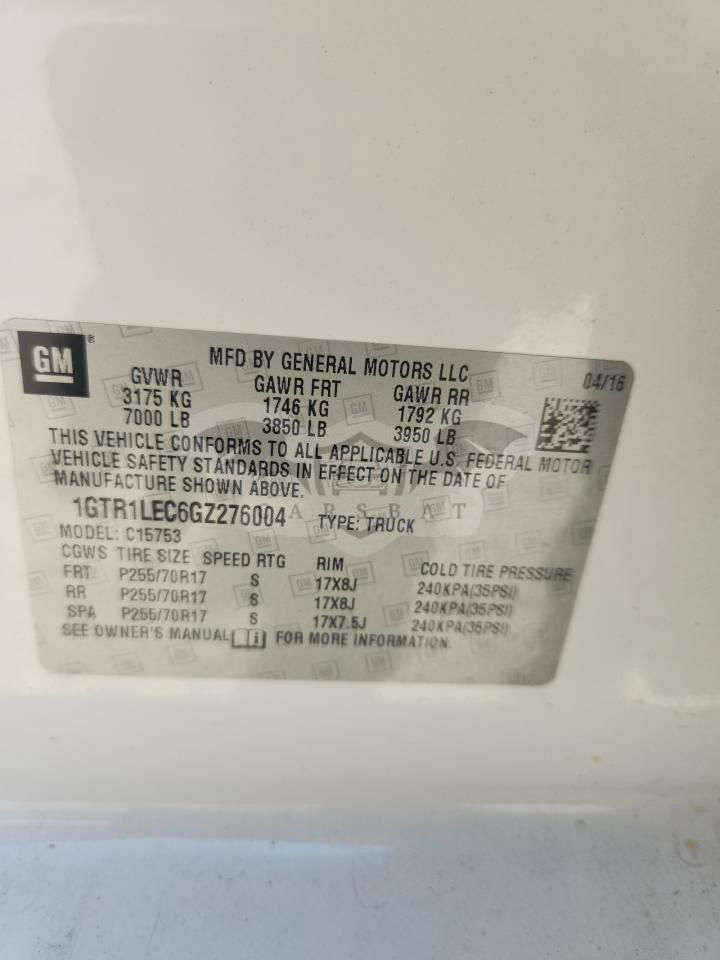 GM ®
MFD BY GENERAL MOTORS LLC
04/16
GVWR GAWR FRT GAWR RR
3175 KG 1746 KG 1792 KG
7000 LB 3850 LB 3950 LB
THIS VEHICLE CONFORMS TO ALL APPLICABLE U.S. FEDERAL MOTOR
VEHICLE SAFETY STANDARDS IN EFFECT ON THE DATE OF
MANUFACTURE SHOWN ABOVE.
1GTR1LEC6GZ276004 TYPE: TRUCK
ARSBAT
MODEL: C15753
CGWS TIRE SIZE SPEED RTG RIM COLD TIRE PRESSURE
FRT P255/70R17 S 17X8J 240KPA(35PSI)
RR P255/70R17 S 17X8J 240KPA(35PSI)
SPA P255/70R17 S 17X7.5J 240KPA(35PSI)
SEE OWNER'S MANUAL i FOR MORE INFORMATION.